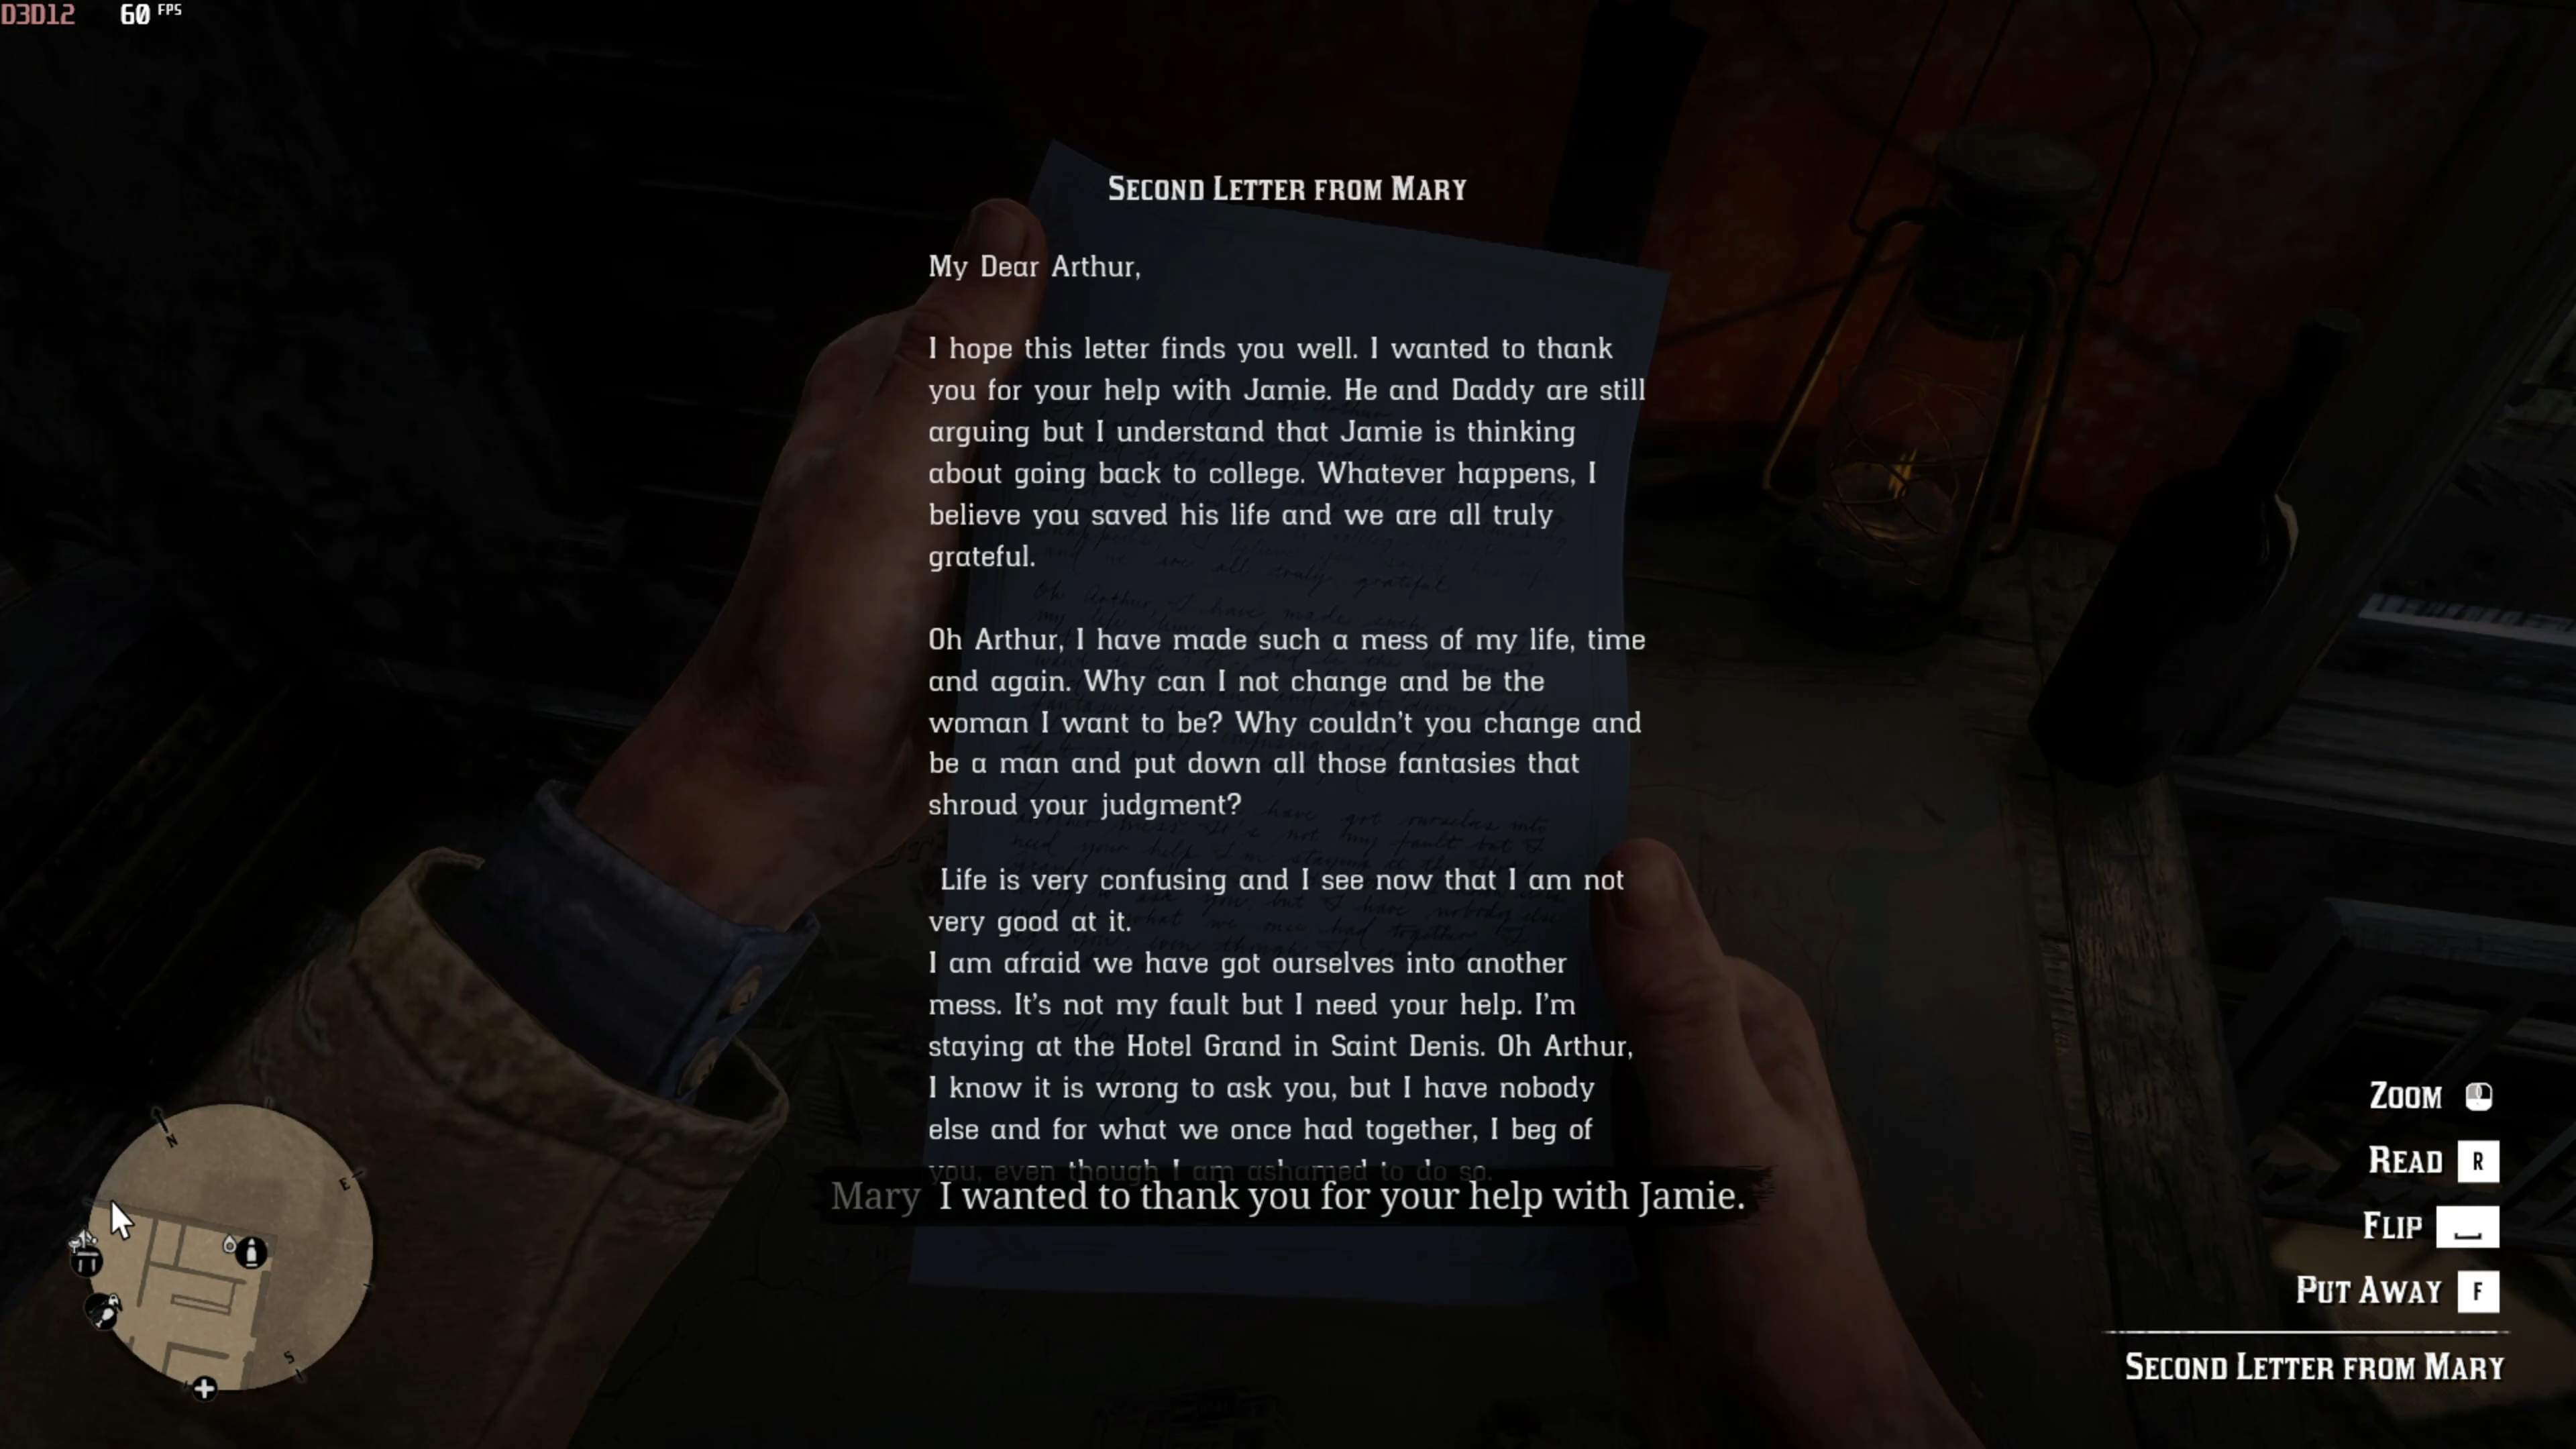 D3D12 60 FPS
SECOND LETTER FROM MARY
My Dear Arthur,
I hope this letter finds you well. I wanted to thank
you for your help with Jamie. He and Daddy are still
arguing but I understand that Jamie is thinking
about going back to college. Whatever happens, I
believe you saved his life and we are all truly
grateful.
Oh Arthur, I have made such a mess of my life, time
and again. Why can I not change and be the
woman I want to be? Why couldn't you change and
be a man and put down all those fantasies that
shroud your judgment?
Life is very confusing and I see now that I am not
very good at it.
I am afraid we have got ourselves into another
mess. It's not my fault but I need your help. I'm
staying at the Hotel Grand in Saint Denis. Oh Arthur,
I know it is wrong to ask you, but I have nobody
else and for what we once had together, I beg of
you, even though I am ashamed to do so.
Mary I wanted to thank you for your help with Jamie.
N
E
S
ZOOM
READ R
FLIP
PUT AWAY F
SECOND LETTER FROM MARY